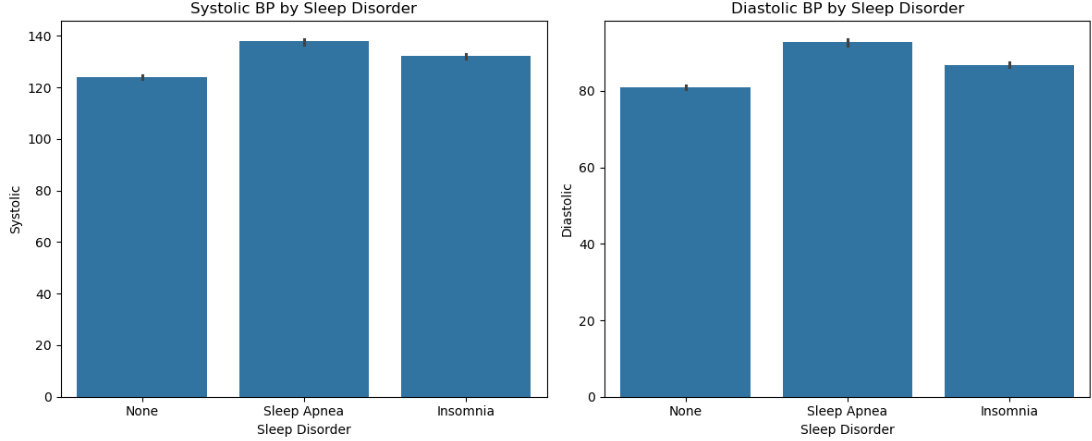 Systolic BP by Sleep Disorder
140
120
100
80
60
40
20
0
Systolic
None
Sleep Apnea
Insomnia
Sleep Disorder
Diastolic BP by Sleep Disorder
80
60
40
20
0
Diastolic
None
Sleep Apnea
Insomnia
Sleep Disorder